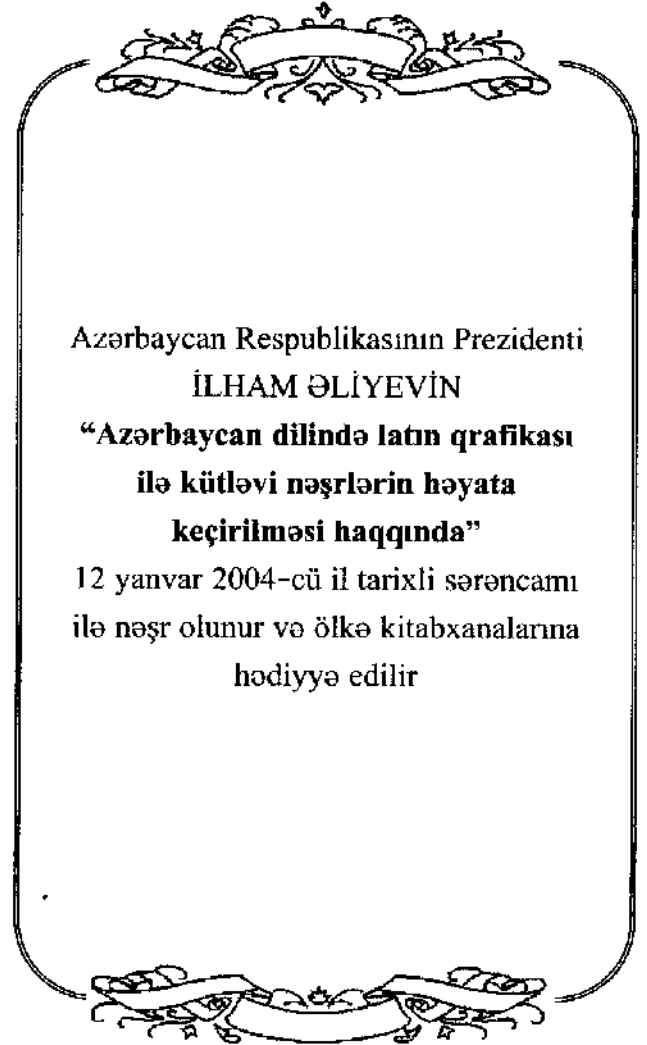 Azərbaycan Respublikasının Prezidenti
İLHAM ƏLİYEVİN
“Azərbaycan dilində latın qrafikası
ilə kütləvi nəşrlərin həyata
keçirilməsi haqqında”
12 yanvar 2004-cü il tarixli sərəncamı
ilə nəşr olunur və ölkə kitabxanalarına
hədiyyə edilir